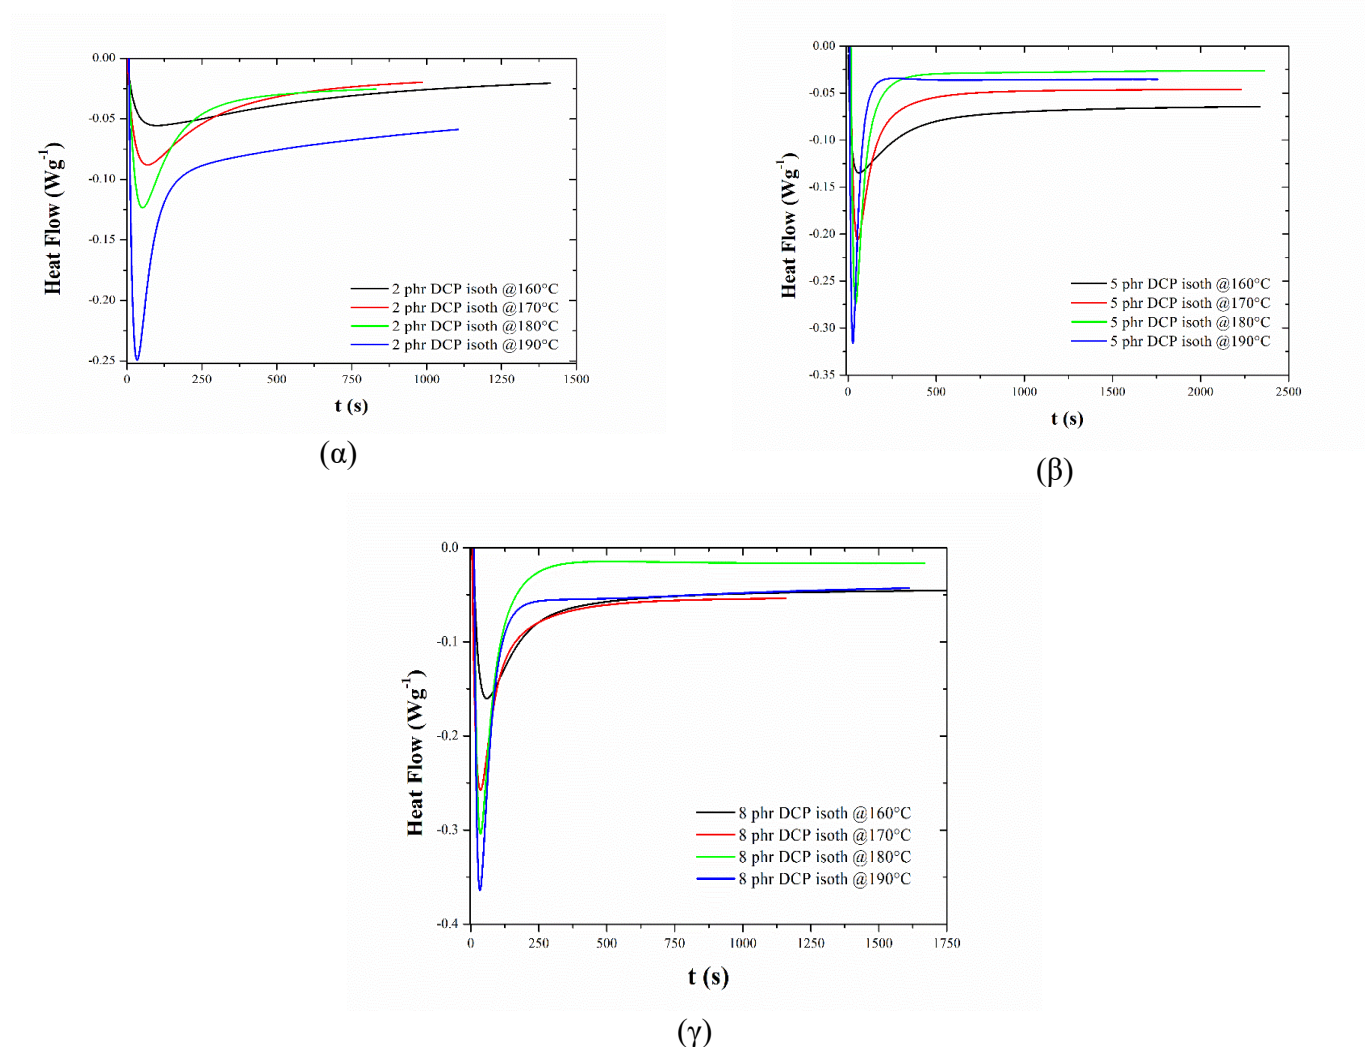 0.00
-0.05
-0.10
-0.15
-0.20
-0.25
Heat Flow (Wg⁻¹)
2 phr DCP isoth @160°C
2 phr DCP isoth @170°C
2 phr DCP isoth @180°C
2 phr DCP isoth @190°C
0 250 500 750 1000 1250 1500
t (s)
(α)
0.00
-0.05
-0.10
-0.15
-0.20
-0.25
-0.30
-0.35
Heat Flow (Wg⁻¹)
5 phr DCP isoth @160°C
5 phr DCP isoth @170°C
5 phr DCP isoth @180°C
5 phr DCP isoth @190°C
0 500 1000 1500 2000 2500
t (s)
(β)
0.0
-0.1
-0.2
-0.3
-0.4
Heat Flow (Wg⁻¹)
8 phr DCP isoth @160°C
8 phr DCP isoth @170°C
8 phr DCP isoth @180°C
8 phr DCP isoth @190°C
0 250 500 750 1000 1250 1500 1750
t (s)
(γ)